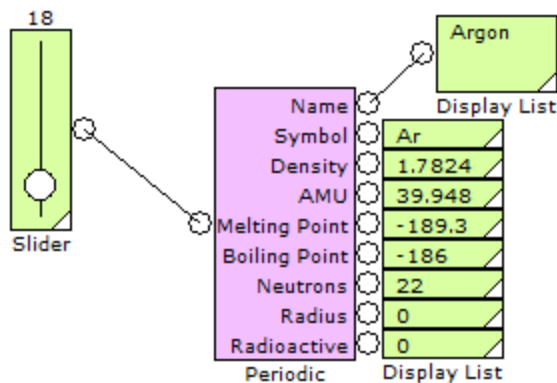 18
Slider
Argon
Display List
Name
Symbol Ar
Density 1.7824
AMU 39.948
Melting Point -189.3
Boiling Point -186
Neutrons 22
Radius 0
Radioactive 0
Periodic
Display List